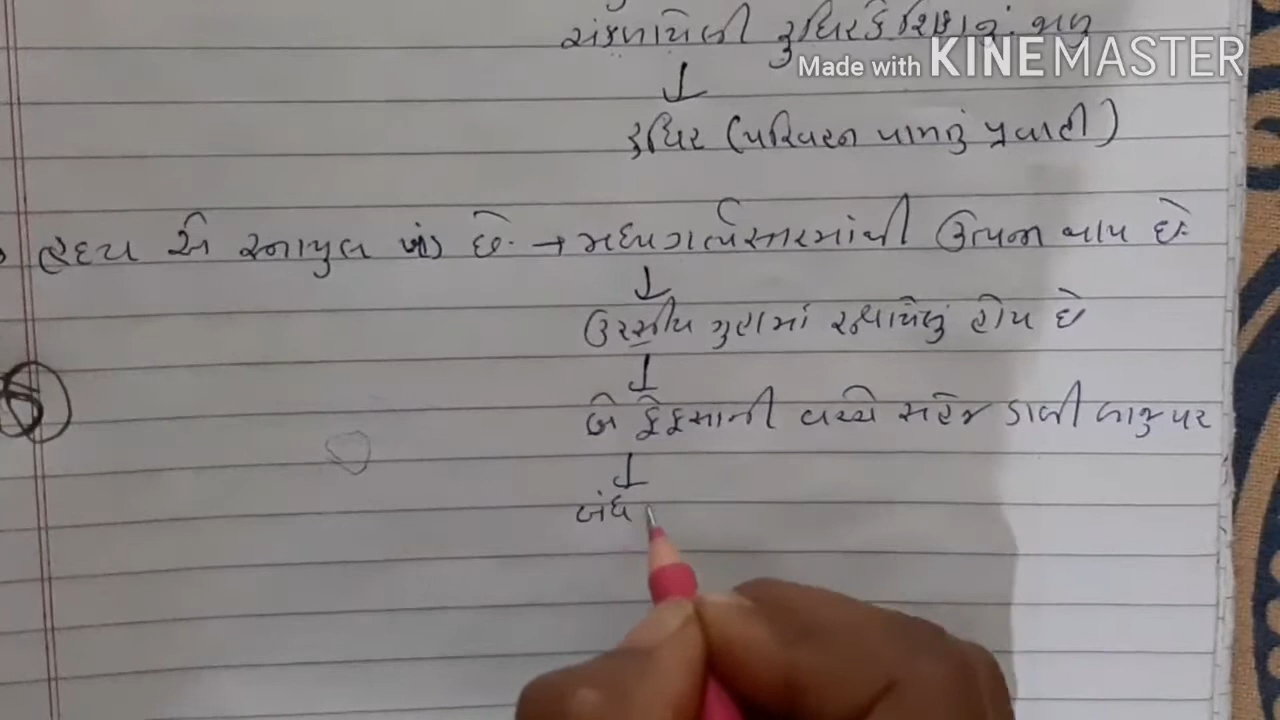 સંકળાયેલી રુધિરકેશિકાનું જાળું
Made with KINEMASTER
રુધિર (પરિવહન પામતું પ્રવાહી)
હૃદય એ સ્નાયુલ અંગ છે. → મધ્યગર્ભસ્તરમાંથી ઉત્પન્ન થાય છે
ઉરસીય ગુહામાં રક્ષાયેલું હોય છે
બે ફેફસાની વચ્ચે સહેજ ડાબી બાજુ પર
બંધ